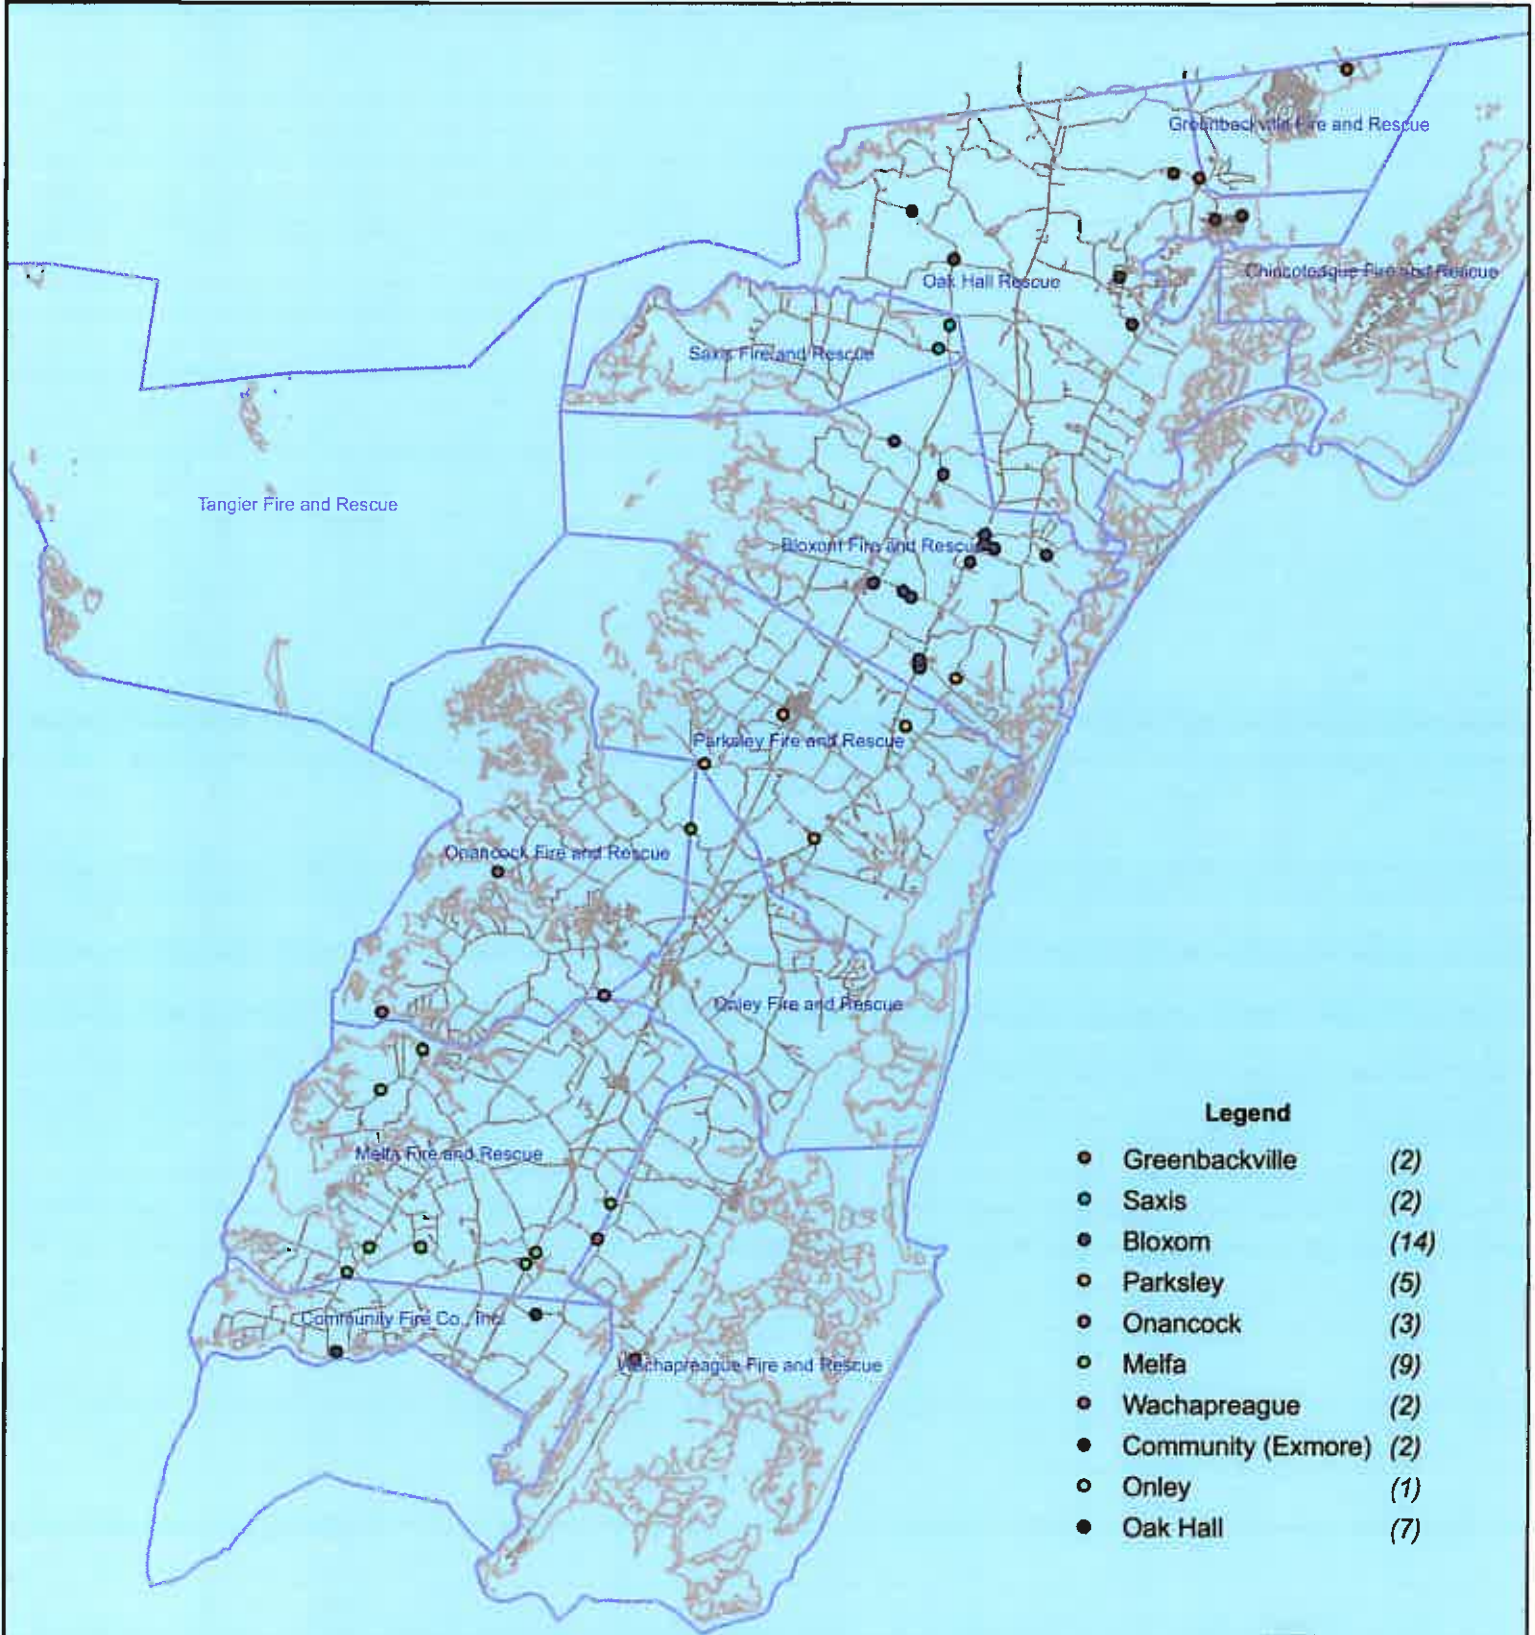 Greenbackville Fire and Rescue
Oak Hall Rescue
Chincoteague Fire and Rescue
Saxis Fire and Rescue
Tangier Fire and Rescue
Bloxom Fire and Rescue
Parksley Fire and Rescue
Onancock Fire and Rescue
Onley Fire and Rescue
Melfa Fire and Rescue
Community Fire Co., Inc.
Wachapreague Fire and Rescue
Legend
Greenbackville (2)
Saxis (2)
Bloxom (14)
Parksley (5)
Onancock (3)
Melfa (9)
Wachapreague (2)
Community (Exmore) (2)
Onley (1)
Oak Hall (7)